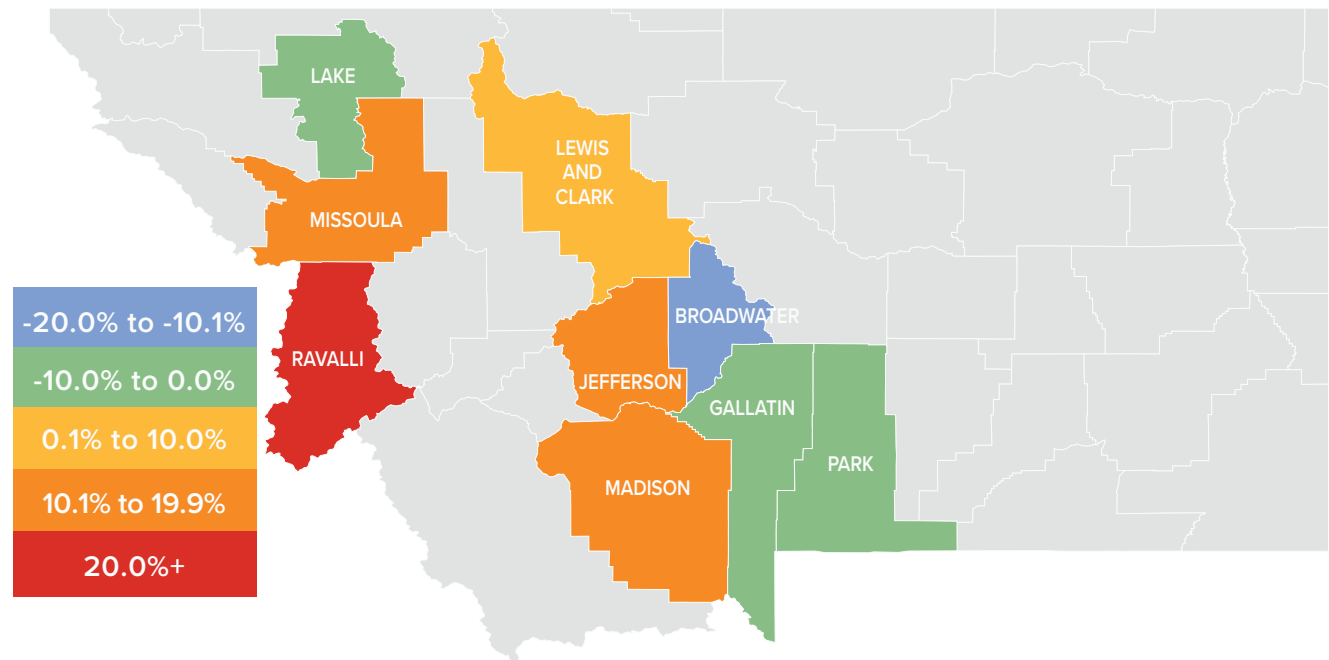 LAKE
LEWIS
AND
CLARK
MISSOULA
-20.0% to -10.1%
-10.0% to 0.0%
0.1% to 10.0%
10.1% to 19.9%
20.0%+
RAVALLI
BROADWATER
JEFFERSON
GALLATIN
PARK
MADISON